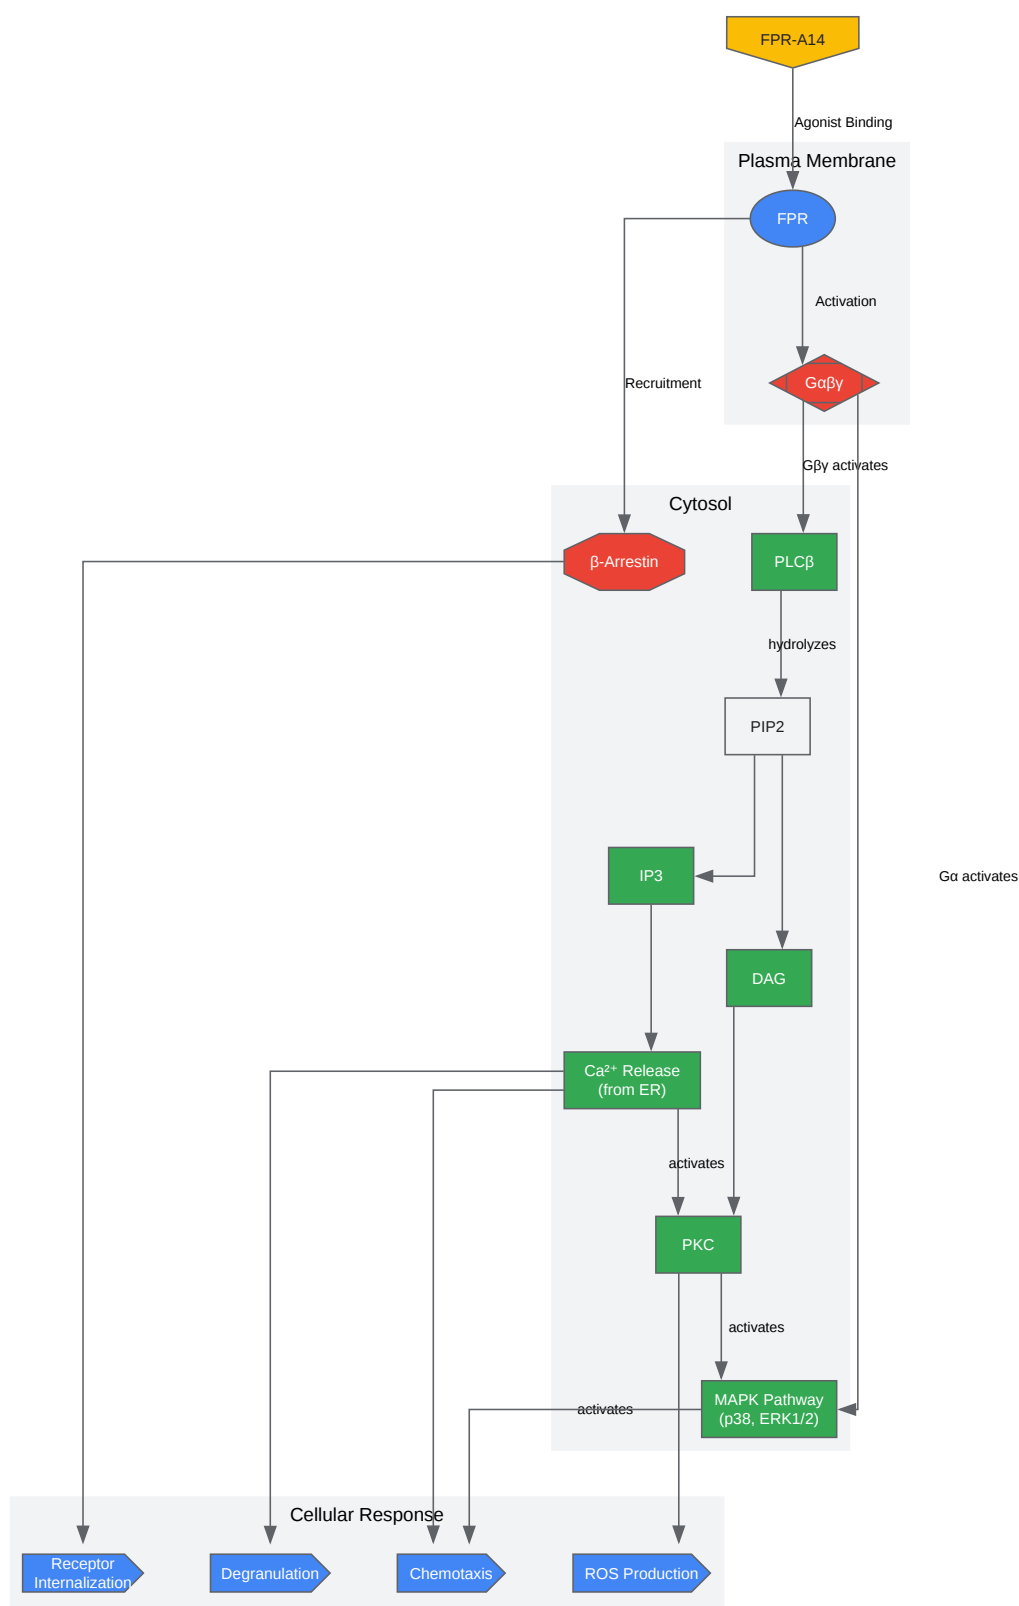 FPR-A14
Agonist Binding
Plasma Membrane
FPR
Activation
Recruitment
Gαβγ
Gβγ activates
Cytosol
β-Arrestin
PLCβ
hydrolyzes
PIP2
IP3
Gα activates
DAG
Ca²⁺ Release
(from ER)
activates
PKC
activates
MAPK Pathway
(p38, ERK1/2)
activates
Cellular Response
Receptor
Internalization
Degranulation
Chemotaxis
ROS Production